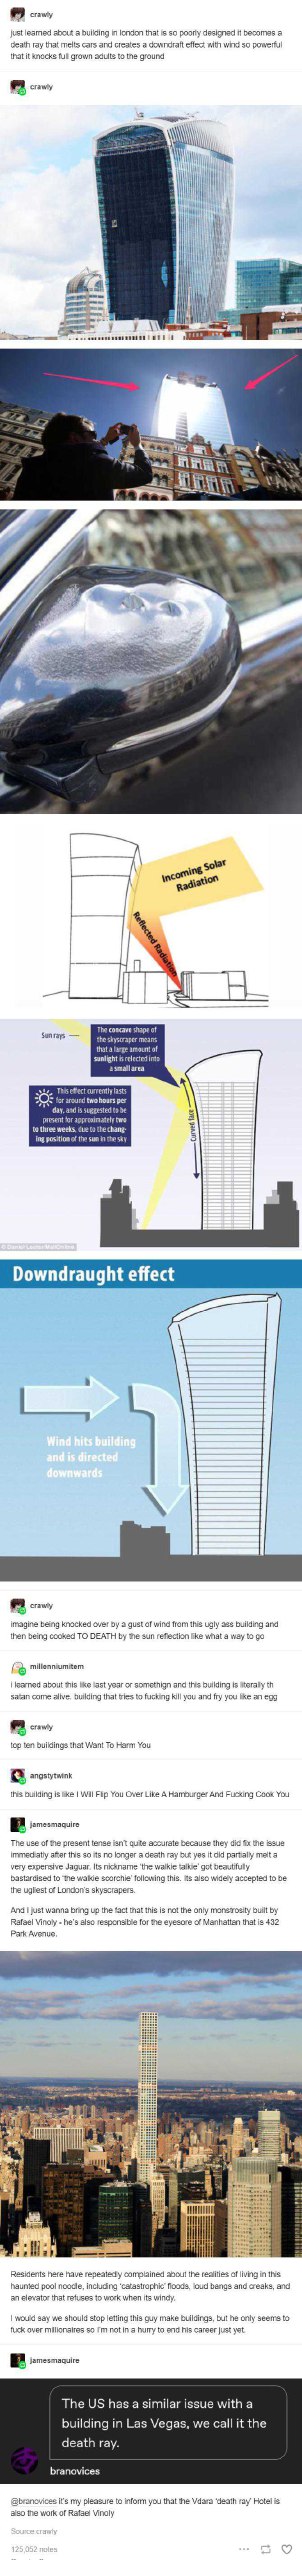 crawly
just learned about a building in london that is so poorly designed it becomes a
death ray that melts cars and creates a downdraft effect with wind so powerful
that it knocks full grown adults to the ground
crawly
Incoming Solar
Radiation
Reflected Radiation
Sun rays
The concave shape of
the skyscraper means
that a large amount of
sunlight is reflected into
a small area
This effect currently lasts
for around two hours per
day, and is suggested to be
present for approximately two
to three weeks, due to the chang-
ing position of the sun in the sky
Curved face
Downdraught effect
Wind hits building
and is directed
downwards
crawly
imagine being knocked over by a gust of wind from this ugly ass building and
then being cooked TO DEATH by the sun reflection like what a way to go
millenniumitem
i learned about this like last year or somethign and this building is literally th
satan come alive. building that tries to fucking kill you and fry you like an egg
crawly
top ten buildings that Want To Harm You
angstytwink
this building is like I Will Flip You Over Like A Hamburger And Fucking Cook You
jamesmaquire
The use of the present tense isn't quite accurate because they did fix the issue
immediately after this so its no longer a death ray but yes it did partially melt a
very expensive Jaguar. Its nickname 'the walkie talkie' got beautifully
bastardised to 'the walkie scorchie' following this. Its also widely accepted to be
the ugliest of London's skyscrapers.
And I just wanna bring up the fact that this is not the only monstrosity built by
Rafael Vinoly - he's also responsible for the eyesore of Manhattan that is 432
Park Avenue.
Residents here have repeatedly complained about the realities of living in this
haunted pool noodle, including 'catastrophic' floods, loud bangs and creaks, and
an elevator that refuses to work when its windy.
I would say we should stop letting this guy make buildings, but he only seems to
fuck over millionaires so I'm not in a hurry to end his career just yet.
jamesmaquire
The US has a similar issue with a
building in Las Vegas, we call it the
death ray.
branovices
@branovices it's my pleasure to inform you that the Vdara 'death ray' Hotel is
also the work of Rafael Vinoly
Source crawly
125,052 notes